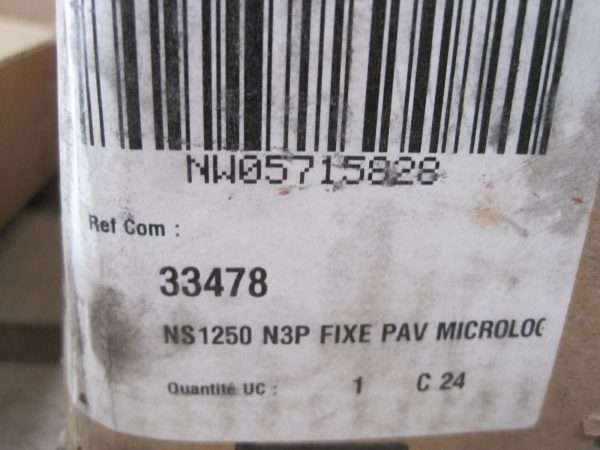 NW05715828
Ref Com :
33478
NS1250 N3P FIXE PAV MICROLOG
Quantité UC : 1 C 24